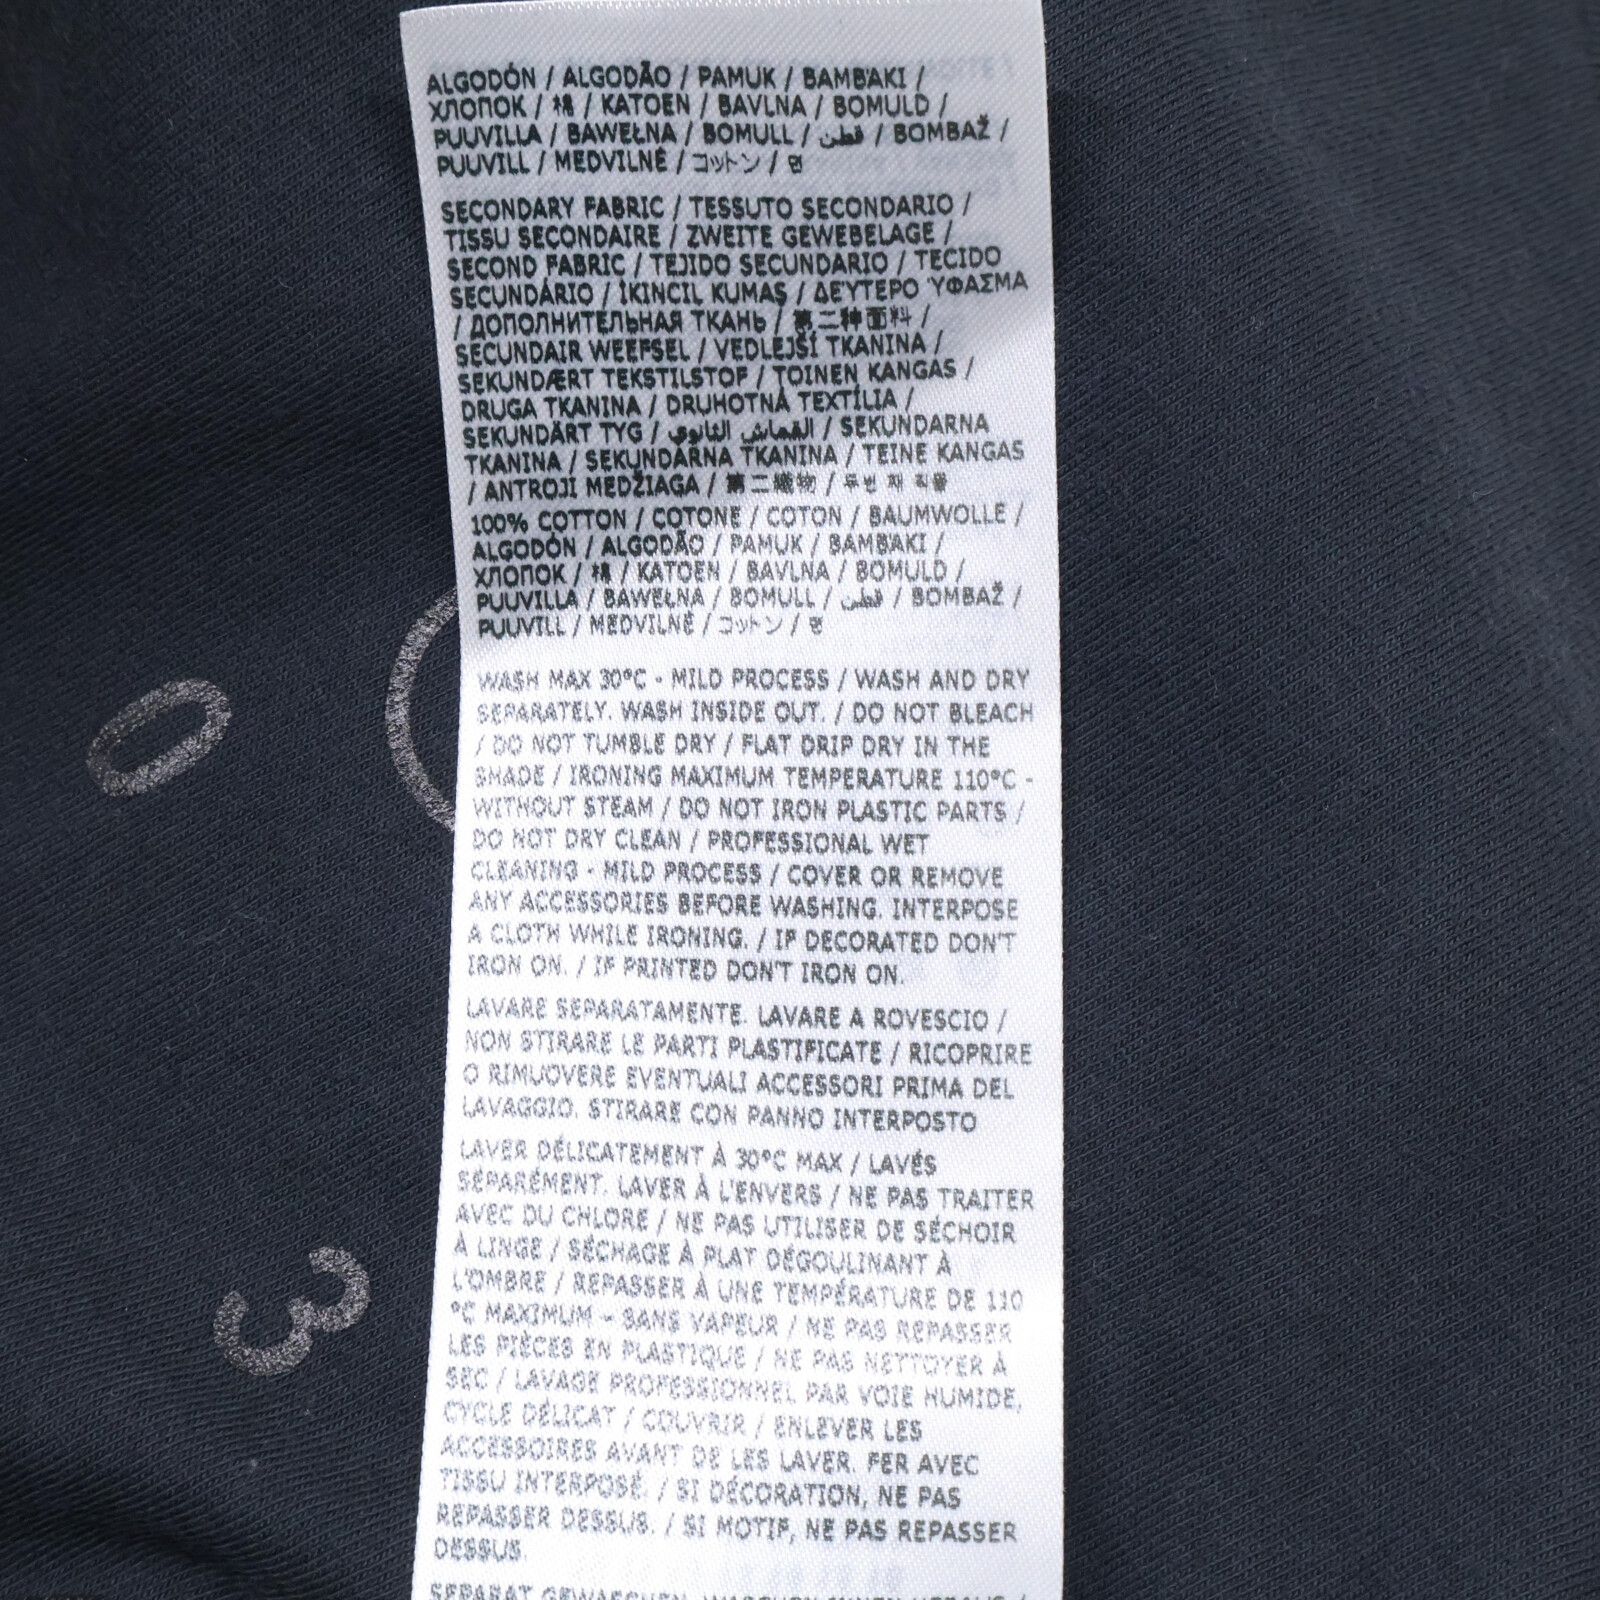 ALGODÓN / ALGODÃO / PAMUK / BAMBAKI /
ХЛОПОК / 棉 / KATOEN / BAVLNA / BOMULD /
PUUVILLA / BAWEŁNA / BOMULL / قطن / BOMBAŽ /
PUUVILL / MEDVILNĖ / コットン / 면
SECONDARY FABRIC / TESSUTO SECONDARIO /
TISSU SECONDAIRE / ZWEITE GEWEBELAGE /
SECOND FABRIC / TEJIDO SECUNDARIO / TECIDO
SECUNDÁRIO / İKINCIL KUMAŞ / ΔΕΥΤΕΡΟ ΎΦΑΣΜΑ
/ ДОПОЛНИТЕЛЬНАЯ ТКАНЬ / 第二种面料 /
SECUNDAIR WEEFSEL / VEDLEJŠÍ TKANINA /
SEKUNDÆRT TEKSTILSTOF / TOINEN KANGAS /
DRUGA TKANINA / DRUHOTNÁ TEXTÍLIA /
SEKUNDÄRT TYG / القماش الثانوي / SEKUNDARNA
TKANINA / SEKUNDARNA TKANINA / TEINE KANGAS
/ ANTROJI MEDŽIAGA / 第二織物 / 두번 재 직물
100% COTTON / COTONE / COTON / BAUMWOLLE /
ALGODÓN / ALGODÃO / PAMUK / BAMBAKI /
ХЛОПОК / 棉 / KATOEN / BAVLNA / BOMULD /
PUUVILLA / BAWEŁNA / BOMULL / قطن / BOMBAŽ /
PUUVILL / MEDVILNĖ / コットン / 면
WASH MAX 30°C - MILD PROCESS / WASH AND DRY
SEPARATELY. WASH INSIDE OUT. / DO NOT BLEACH
/ DO NOT TUMBLE DRY / FLAT DRIP DRY IN THE
SHADE / IRONING MAXIMUM TEMPERATURE 110°C -
WITHOUT STEAM / DO NOT IRON PLASTIC PARTS /
DO NOT DRY CLEAN / PROFESSIONAL WET
CLEANING - MILD PROCESS / COVER OR REMOVE
ANY ACCESSORIES BEFORE WASHING. INTERPOSE
A CLOTH WHILE IRONING. / IF DECORATED DON'T
IRON ON. / IF PRINTED DON'T IRON ON.
LAVARE SEPARATAMENTE. LAVARE A ROVESCIO /
NON STIRARE LE PARTI PLASTIFICATE / RICOPRIRE
O RIMUOVERE EVENTUALI ACCESSORI PRIMA DEL
LAVAGGIO. STIRARE CON PANNO INTERPOSTO
LAVER DÉLICATEMENT À 30°C MAX / LAVÉS
SÉPARÉMENT. LAVER À L'ENVERS / NE PAS TRAITER
AVEC DU CHLORE / NE PAS UTILISER DE SÉCHOIR
À LINGE / SÉCHAGE À PLAT DÉGOULINANT À
L'OMBRE / REPASSER À UNE TEMPÉRATURE DE 110
°C MAXIMUM - SANS VAPEUR / NE PAS REPASSER
LES PIÈCES EN PLASTIQUE / NE PAS NETTOYER À
SEC / LAVAGE PROFESSIONNEL PAR VOIE HUMIDE,
CYCLE DÉLICAT / COUVRIR / ENLEVER LES
ACCESSOIRES AVANT DE LES LAVER. FER AVEC
TISSU INTERPOSÉ. / SI DÉCORATION, NE PAS
REPASSER DESSUS. / SI MOTIF, NE PAS REPASSER
DESSUS.
SEPARAT GEWASCHEN. WASCHEN
0
3